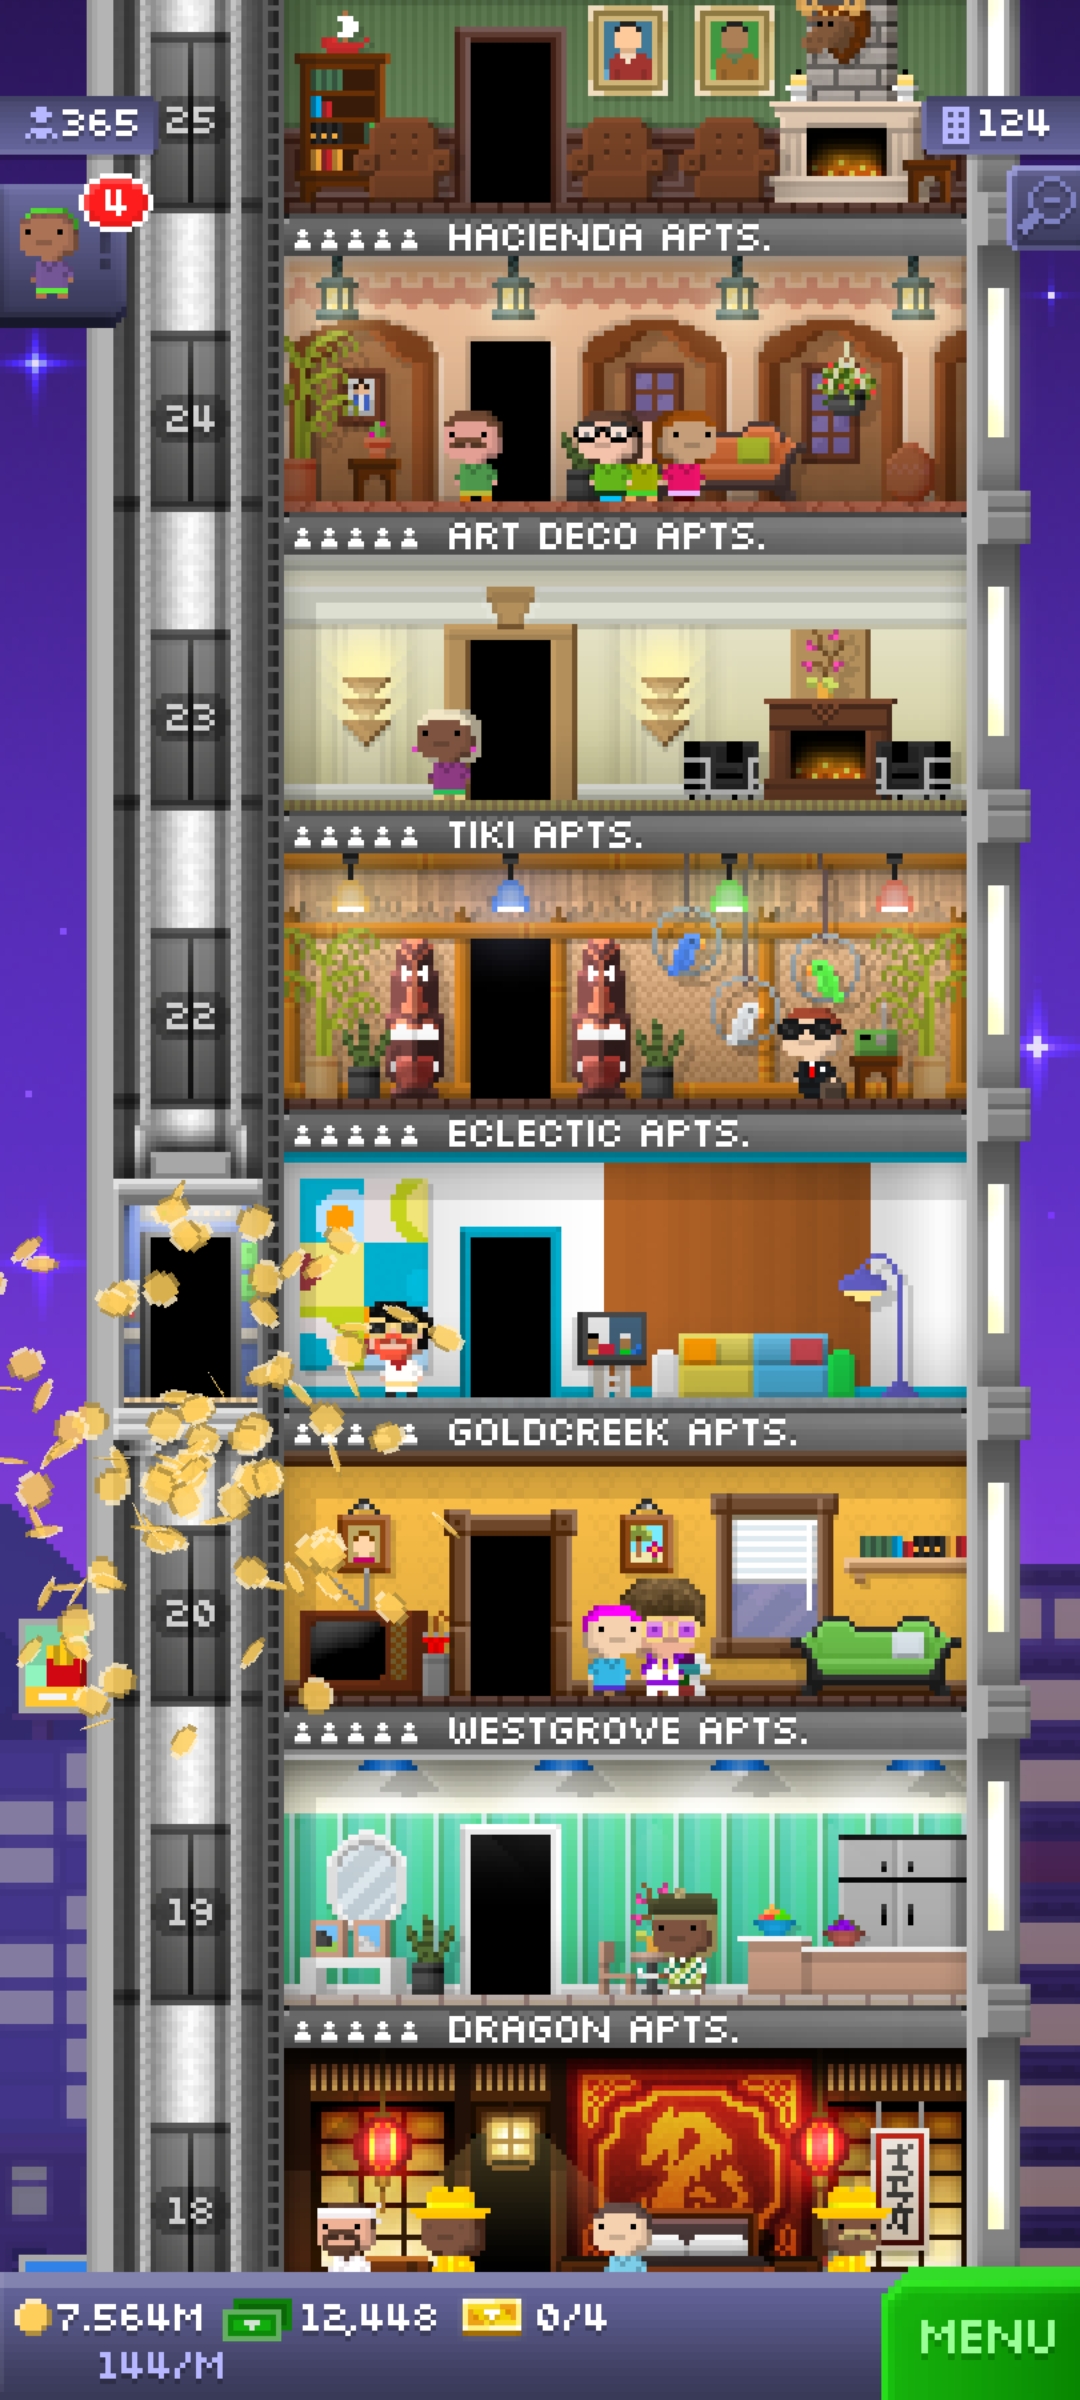 25
365
124
4
HACIENDA APTS.
24
ART DECO APTS.
23
TIKI APTS.
22
ECLECTIC APTS.
GOLDCREEK APTS.
20
WESTGROVE APTS.
19
DRAGON APTS.
18
7.564M 12,448 0/4
144/M
MENU